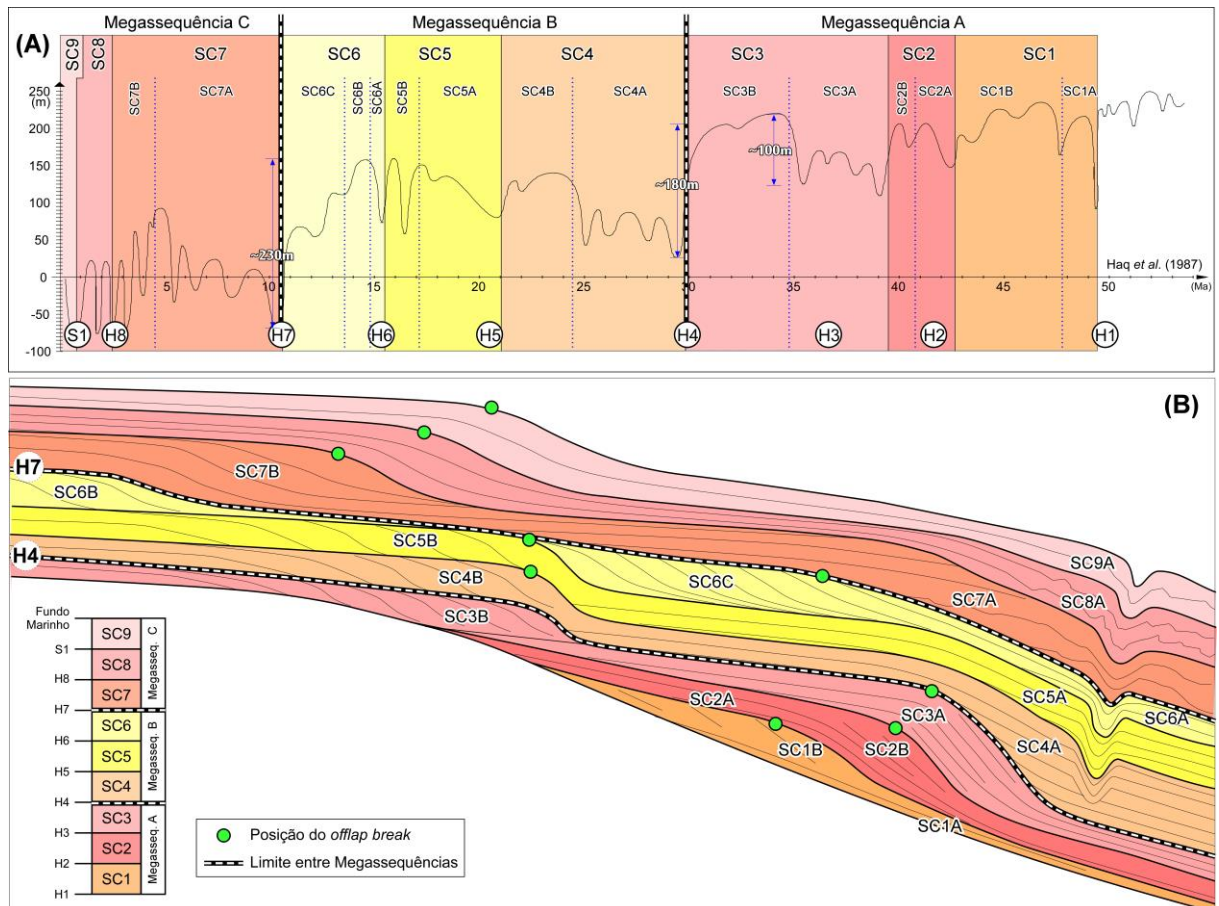 Megassequência C
Megassequência B
Megassequência A
(A)
SC9
SC8
SC7
SC6
SC5
SC4
SC3
SC2
SC1
SC7B
SC7A
SC6C
SC6B
SC6A
SC5B
SC5A
SC4B
SC4A
SC3B
SC3A
SC2B
SC2A
SC1B
SC1A
250
(m)
200
150
100
50
0
-50
-100
~230m
~180m
~100m
Haq et al. (1987)
5
10
15
20
25
30
35
40
45
50
(Ma)
S1
H8
H7
H6
H5
H4
H3
H2
H1
(B)
H7
SC7B
SC6B
SC5B
H4
SC4B
SC6C
SC9A
SC7A
SC8A
SC3B
SC2A
SC3A
SC5A
SC6A
SC1B
SC2B
SC4A
SC1A
Fundo
Marinho
S1
H8
H7
H6
H5
H4
H3
H2
H1
SC9
SC8
SC7
SC6
SC5
SC4
SC3
SC2
SC1
Megasseq. C
Megasseq. B
Megasseq. A
Posição do offlap break
Limite entre Megassequências